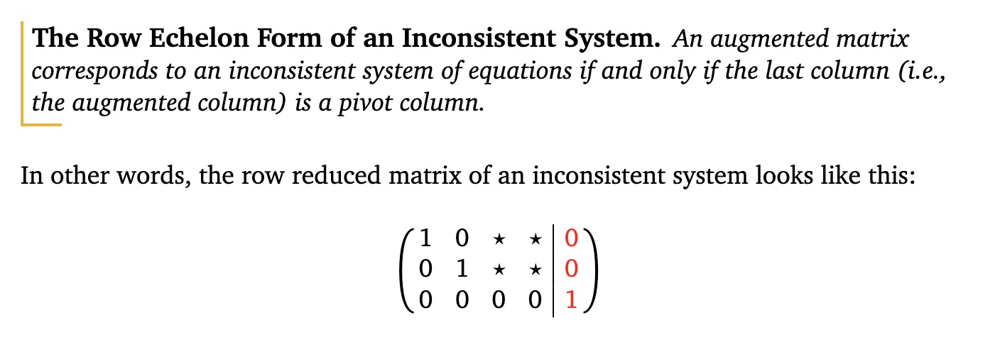 The Row Echelon Form of an Inconsistent System. An augmented matrix
corresponds to an inconsistent system of equations if and only if the last column (i.e.,
the augmented column) is a pivot column.
In other words, the row reduced matrix of an inconsistent system looks like this:
1 0 ⋆ ⋆ 0
0 1 ⋆ ⋆ 0
0 0 0 0 1